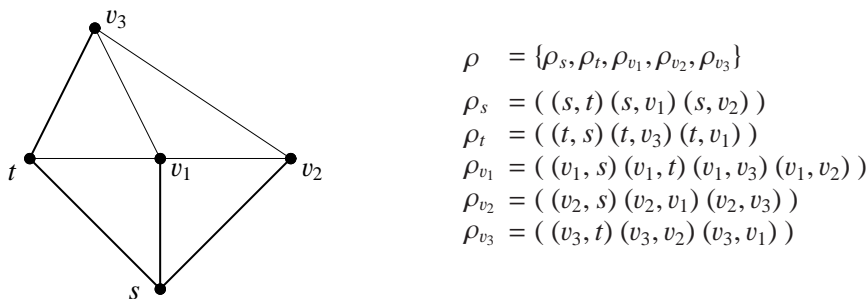 v₃
t
v₁
v₂
s
ρ = {ρₛ, ρₜ, ρᵥ₁, ρᵥ₂, ρᵥ₃}
ρₛ = ( (s, t) (s, v₁) (s, v₂) )
ρₜ = ( (t, s) (t, v₃) (t, v₁) )
ρᵥ₁ = ( (v₁, s) (v₁, t) (v₁, v₃) (v₁, v₂) )
ρᵥ₂ = ( (v₂, s) (v₂, v₁) (v₂, v₃) )
ρᵥ₃ = ( (v₃, t) (v₃, v₂) (v₃, v₁) )